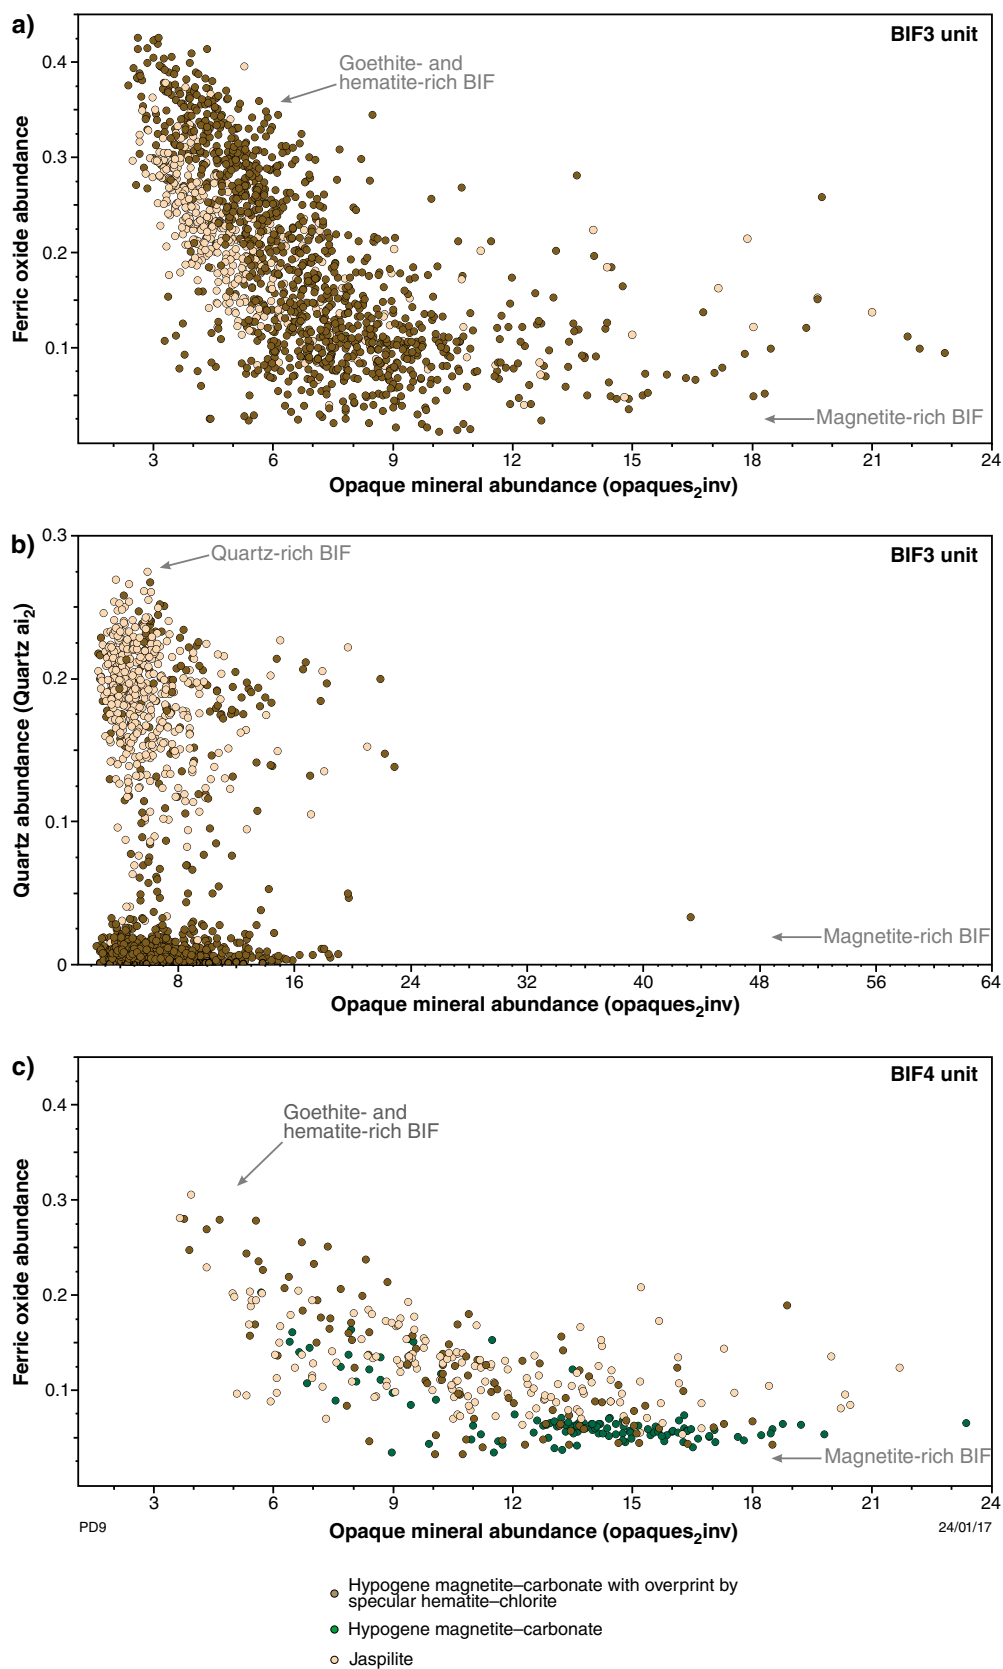 a)
BIF3 unit
Goethite- and
hematite-rich BIF
Magnetite-rich BIF
Ferric oxide abundance
0.4
0.3
0.2
0.1
3 6 9 12 15 18 21 24
Opaque mineral abundance (opaques2inv)
b)
BIF3 unit
Quartz-rich BIF
Magnetite-rich BIF
Quartz abundance (Quartz ai2)
0.3
0.2
0.1
0
8 16 24 32 40 48 56 64
Opaque mineral abundance (opaques2inv)
c)
BIF4 unit
Goethite- and
hematite-rich BIF
Magnetite-rich BIF
Ferric oxide abundance
0.4
0.3
0.2
0.1
3 6 9 12 15 18 21 24
Opaque mineral abundance (opaques2inv)
PD9
24/01/17
Hypogene magnetite–carbonate with overprint by
specular hematite–chlorite
Hypogene magnetite–carbonate
Jaspilite